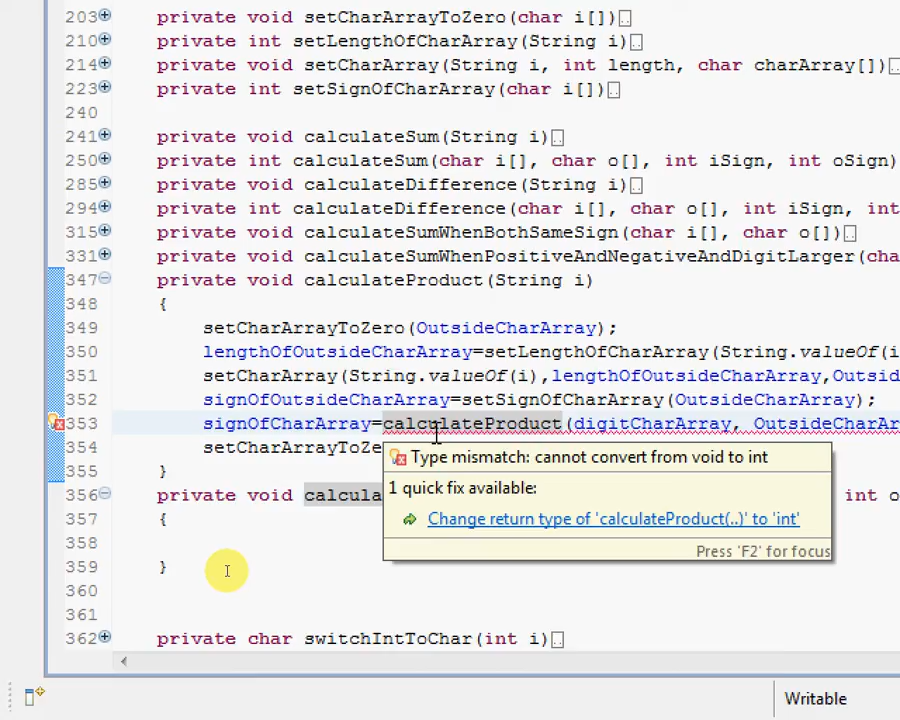 203 private void setCharArrayToZero(char i[])
210 private int setLengthOfCharArray(String i)
214 private void setCharArray(String i, int length, char charArray[])
223 private int setSignOfCharArray(char i[])
240
241 private void calculateSum(String i)
250 private int calculateSum(char i[], char o[], int iSign, int oSign)
285 private void calculateDifference(String i)
294 private int calculateDifference(char i[], char o[], int iSign, int
315 private void calculateSumWhenBothSameSign(char i[], char o[])
331 private void calculateSumWhenPositiveAndNegativeAndDigitLarger(cha
347 private void calculateProduct(String i)
348 {
349 setCharArrayToZero(OutsideCharArray);
350 lengthOfOutsideCharArray=setLengthOfCharArray(String.valueOf(i
351 setCharArray(String.valueOf(i),lengthOfOutsideCharArray,Outsid
352 signOfOutsideCharArray=setSignOfCharArray(OutsideCharArray);
353 signOfCharArray=calculateProduct(digitCharArray, OutsideCharAr
354 setCharArrayToZe
Type mismatch: cannot convert from void to int
355 }
1 quick fix available:
356 private void calcula int o
357 {
Change return type of 'calculateProduct(..)' to 'int'
358
Press 'F2' for focus
359 }
360
361
362 private char switchIntToChar(int i)
Writable